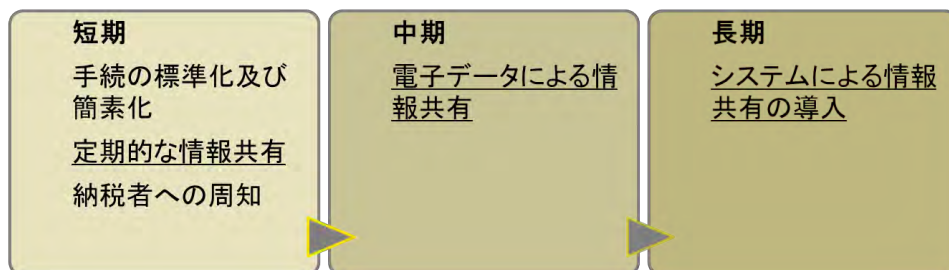 短期
手続の標準化及び
簡素化
定期的な情報共有
納税者への周知
中期
電子データによる情
報共有
長期
システムによる情報
共有の導入